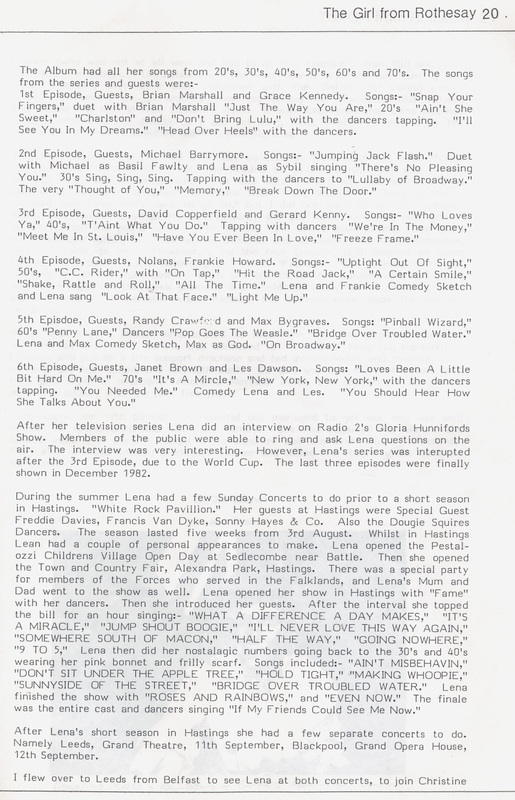 The Girl from Rothesay 20 .
The Album had all her songs from 20's, 30's, 40's, 50's, 60's and 70's. The songs
from the series and guests were:-
1st Episode, Guests, Brian Marshall and Grace Kennedy. Songs:- "Snap Your
Fingers," duet with Brian Marshall "Just The Way You Are," 20's "Ain't She
Sweet," "Charlston" and "Don't Bring Lulu," with the dancers tapping. "I'll
See You In My Dreams." "Head Over Heels" with the dancers.
2nd Episode, Guests, Michael Barrymore. Songs:- "Jumping Jack Flash." Duet
with Michael as Basil Fawlty and Lena as Sybil singing "There's No Pleasing
You." 30's Sing, Sing, Sing. Tapping with the dancers to "Lullaby of Broadway."
The very "Thought of You," "Memory," "Break Down The Door."
3rd Episode, Guests, David Copperfield and Gerard Kenny. Songs:- "Who Loves
Ya," 40's, "T'Aint What You Do." Tapping with dancers "We're In The Money,"
"Meet Me In St. Louis," "Have You Ever Been In Love," "Freeze Frame."
4th Episode, Guests, Nolans, Frankie Howard. Songs:- "Uptight Out Of Sight,"
50's, "C.C. Rider," with "On Tap," "Hit the Road Jack," "A Certain Smile,"
"Shake, Rattle and Roll," "All The Time." Lena and Frankie Comedy Sketch
and Lena sang "Look At That Face." "Light Me Up."
5th Epsidoe, Guests, Randy Crawford and Max Bygraves. Songs: "Pinball Wizard,"
60's "Penny Lane," Dancers "Pop Goes The Weasle." "Bridge Over Troubled Water."
Lena and Max Comedy Sketch, Max as God. "On Broadway."
6th Episode, Guests, Janet Brown and Les Dawson. Songs: "Loves Been A Little
Bit Hard On Me." 70's "It's A Mircle," "New York, New York," with the dancers
tapping. "You Needed Me." Comedy Lena and Les. "You Should Hear How
She Talks About You."
After her television series Lena did an interview on Radio 2's Gloria Hunnifords
Show. Members of the public were able to ring and ask Lena questions on the
air. The interview was very interesting. However, Lena's series was interupted
after the 3rd Episode, due to the World Cup. The last three episodes were finally
shown in December 1982.
During the summer Lena had a few Sunday Concerts to do prior to a short season
in Hastings. "White Rock Pavillion." Her guests at Hastings were Special Guest
Freddie Davies, Francis Van Dyke, Sonny Hayes & Co. Also the Dougie Squires
Dancers. The season lasted five weeks from 3rd August. Whilst in Hastings
Lean had a couple of personal appearances to make. Lena opened the Pestal-
ozzi Childrens Village Open Day at Sedlecombe near Battle. Then she opened
the Town and Country Fair, Alexandra Park, Hastings. There was a special party
for members of the Forces who served in the Falklands, and Lena's Mum and
Dad went to the show as well. Lena opened her show in Hastings with "Fame"
with her dancers. Then she introduced her guests. After the interval she topped
the bill for an hour singing:- "WHAT A DIFFERENCE A DAY MAKES," "IT'S
A MIRACLE," "JUMP SHOUT BOOGIE," "I'LL NEVER LOVE THIS WAY AGAIN,"
"SOMEWHERE SOUTH OF MACON," "HALF THE WAY," "GOING NOWHERE,"
"9 TO 5," Lena then did her nostalagic numbers going back to the 30's and 40's
wearing her pink bonnet and frilly scarf. Songs included:- "AIN'T MISBEHAVIN,"
"DON'T SIT UNDER THE APPLE TREE," "HOLD TIGHT," "MAKING WHOOPIE,"
"SUNNYSIDE OF THE STREET," "BRIDGE OVER TROUBLED WATER." Lena
finished the show with "ROSES AND RAINBOWS," and "EVEN NOW." The finale
was the entire cast and dancers singing "If My Friends Could See Me Now."
After Lena's short season in Hastings she had a few separate concerts to do.
Namely Leeds, Grand Theatre, 11th September, Blackpool, Grand Opera House,
12th September.
I flew over to Leeds from Belfast to see Lena at both concerts, to join Christine